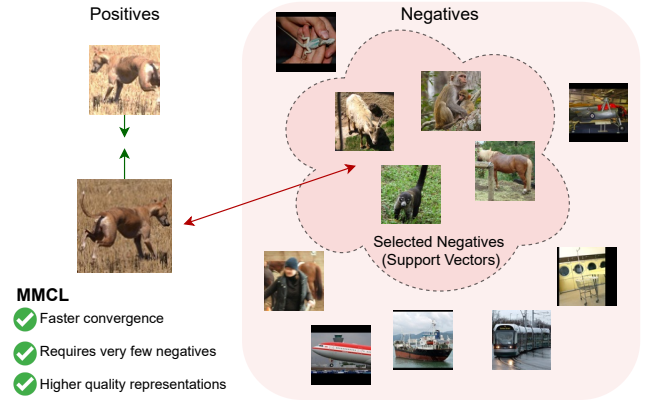 Positives
Negatives
Selected Negatives
(Support Vectors)
MMCL
Faster convergence
Requires very few negatives
Higher quality representations